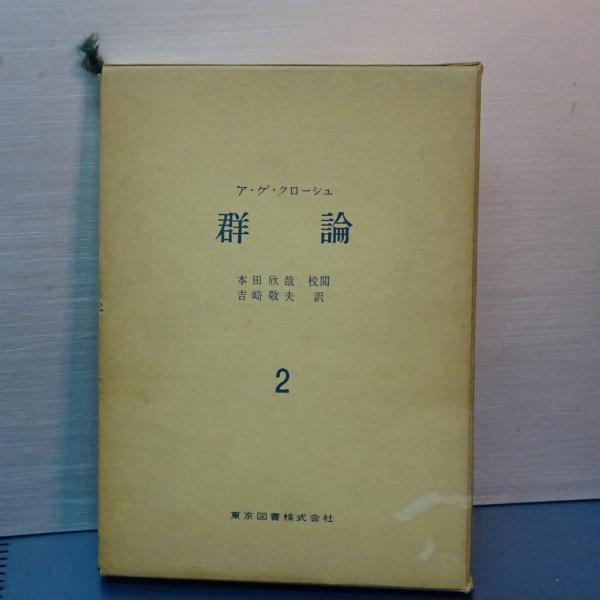 ア・ゲ・クローシュ
群 論
本田欣哉 校閲
吉崎敬夫 訳
2
東京図書株式会社